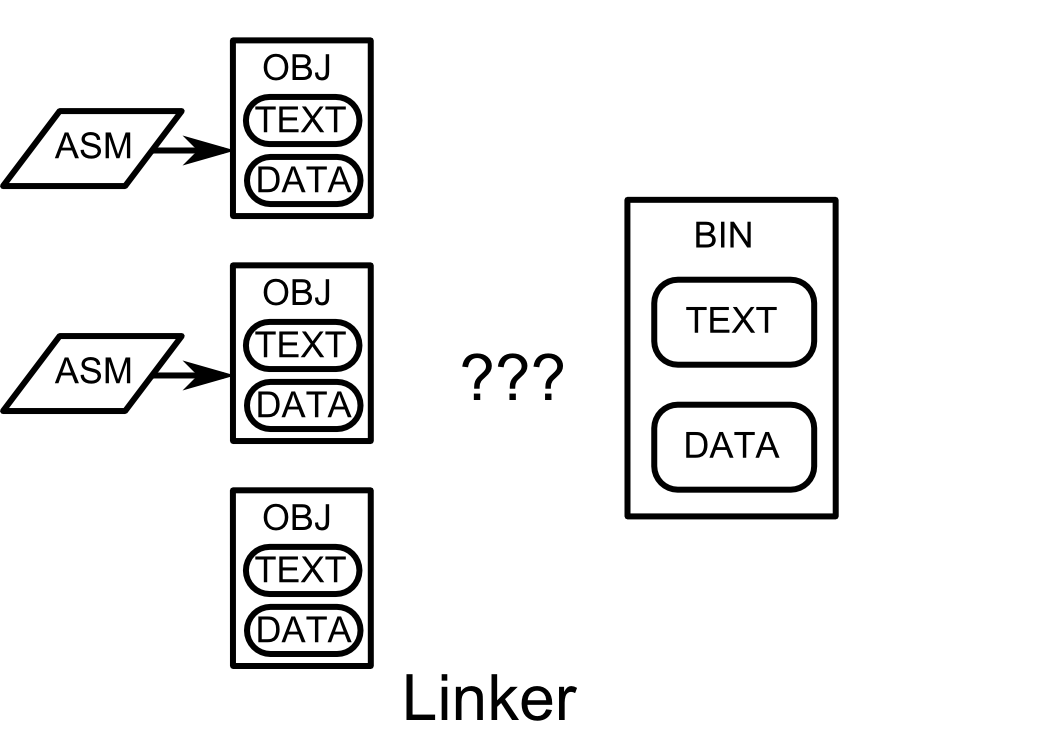 OBJ
TEXT
ASM
DATA
BIN
OBJ
TEXT
TEXT
ASM
???
DATA
DATA
OBJ
TEXT
DATA
Linker